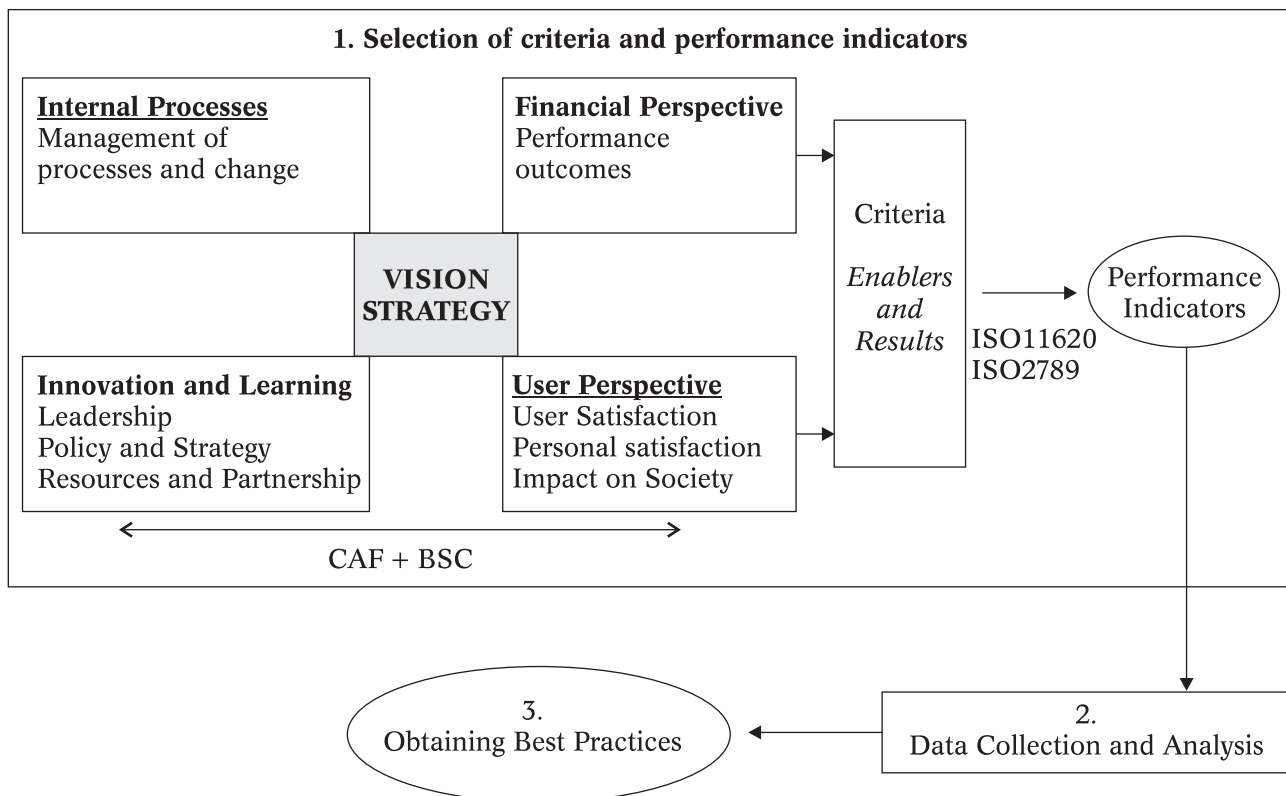 1. Selection of criteria and performance indicators
Internal Processes
Management of
processes and change
Financial Perspective
Performance
outcomes
VISION
STRATEGY
Innovation and Learning
Leadership
Policy and Strategy
Resources and Partnership
User Perspective
User Satisfaction
Personal satisfaction
Impact on Society
CAF + BSC
Criteria
Enablers
and
Results
ISO11620
ISO2789
Performance
Indicators
2.
Data Collection and Analysis
3.
Obtaining Best Practices